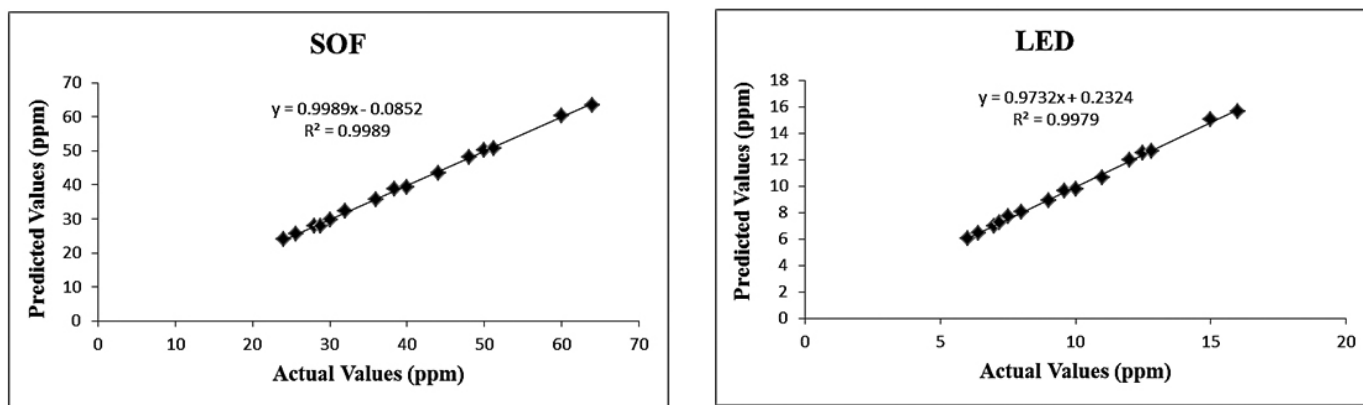 SOF
y = 0.9989x - 0.0852
R² = 0.9989
Predicted Values (ppm)
70
60
50
40
30
20
10
0
0 10 20 30 40 50 60 70
Actual Values (ppm)
LED
y = 0.9732x + 0.2324
R² = 0.9979
Predicted Values (ppm)
18
16
14
12
10
8
6
4
2
0
0 5 10 15 20
Actual Values (ppm)